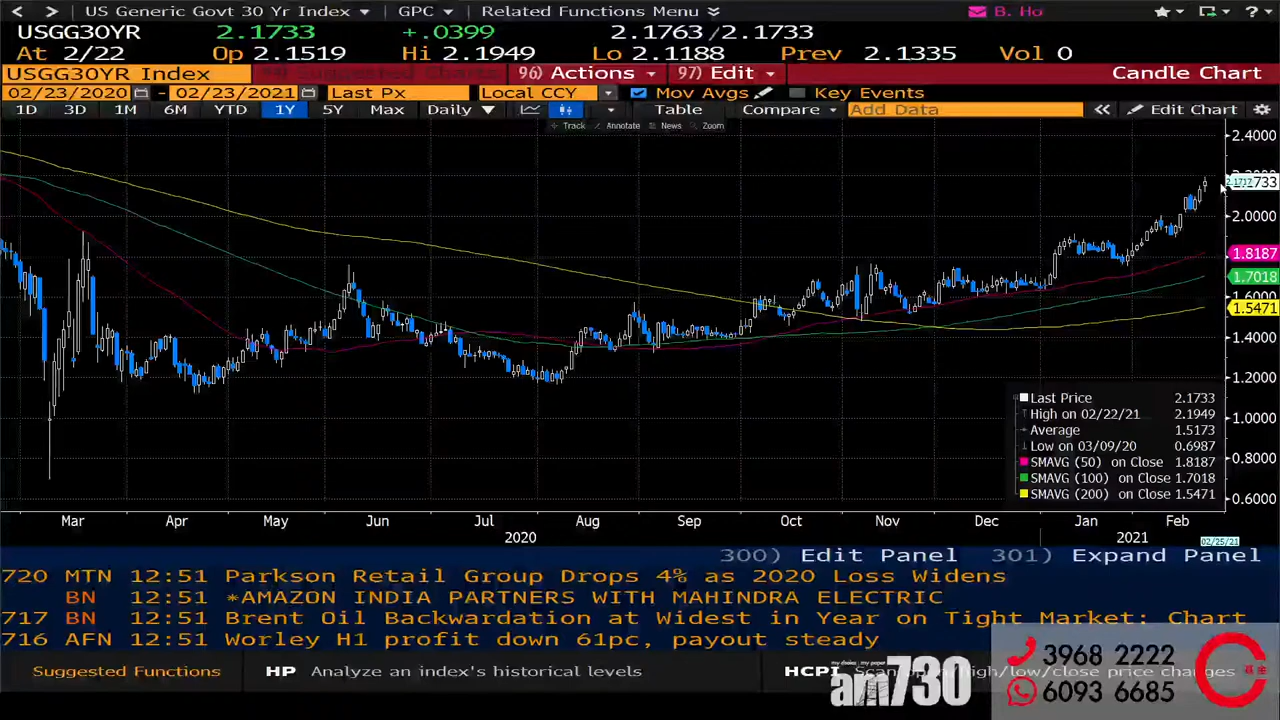 US Generic Govt 30 Yr Index GPC Related Functions Menu B. Ho
USGG30YR 2.1733 +.0399 2.1763/2.1733
At 2/22 Op 2.1519 Hi 2.1949 Lo 2.1188 Prev 2.1335 Vol 0
USGG30YR Index 96) Actions 97) Edit Candle Chart
02/23/2020 - 02/23/2021 Last Px Local CCY Mov Avgs Key Events
1D 3D 1M 6M YTD 1Y 5Y Max Daily Table Compare Add Data Edit Chart
Track Annotate News Zoom
2.4000
733
2.0000
1.8187
1.7018
1.6000
1.5471
1.4000
1.2000
1.0000
0.8000
0.6000
Last Price 2.1733
High on 02/22/21 2.1949
Average 1.5173
Low on 03/09/20 0.6987
SMAVG (50) on Close 1.8187
SMAVG (100) on Close 1.7018
SMAVG (200) on Close 1.5471
Mar Apr May Jun Jul Aug Sep Oct Nov Dec Jan Feb
2020 2021 02/25/21
300) Edit Panel 301) Expand Panel
720 MTN 12:51 Parkson Retail Group Drops 4% as 2020 Loss Widens
BN 12:51 *AMAZON INDIA PARTNERS WITH MAHINDRA ELECTRIC
717 BN 12:51 Brent Oil Backwardation at Widest in Year on Tight Market: Chart
716 AFN 12:51 Worley H1 profit down 61pc, payout steady
Suggested Functions HP Analyze an index's historical levels HCPI high/low/close price changes
am730
3968 2222
6093 6685